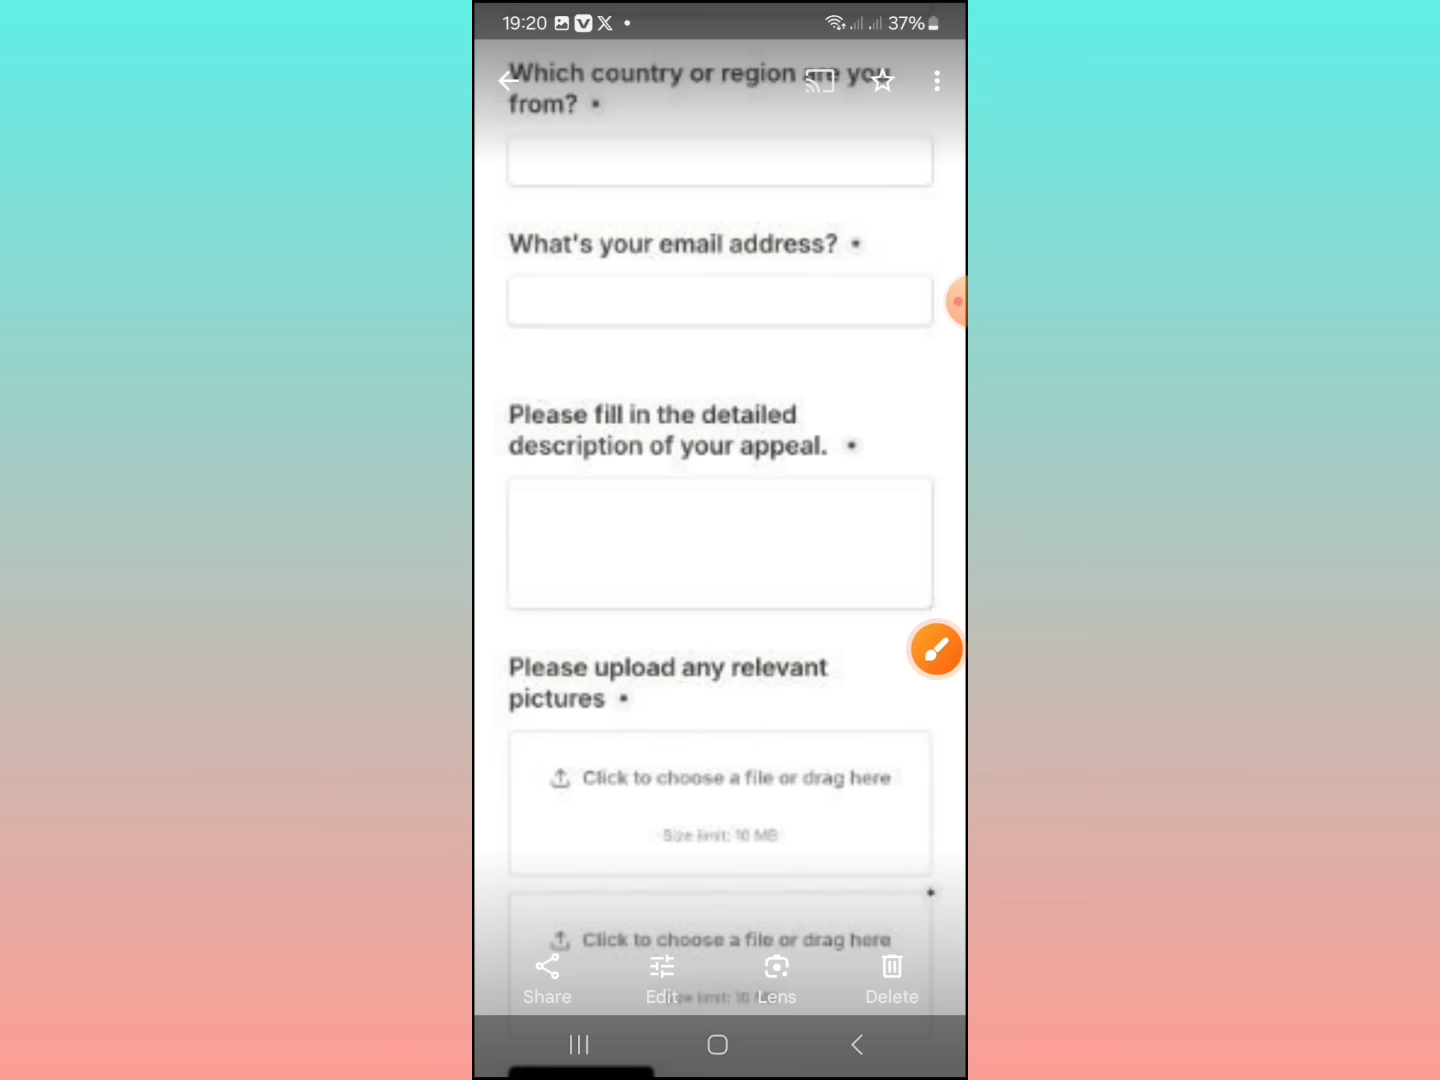 19:20
37%
Which country or region are you
from? *
What's your email address? *
Please fill in the detailed
description of your appeal. *
Please upload any relevant
pictures *
Click to choose a file or drag here
Size limit: 10 MB
*
Click to choose a file or drag here
Size limit: 10 MB
Share Edit Lens Delete